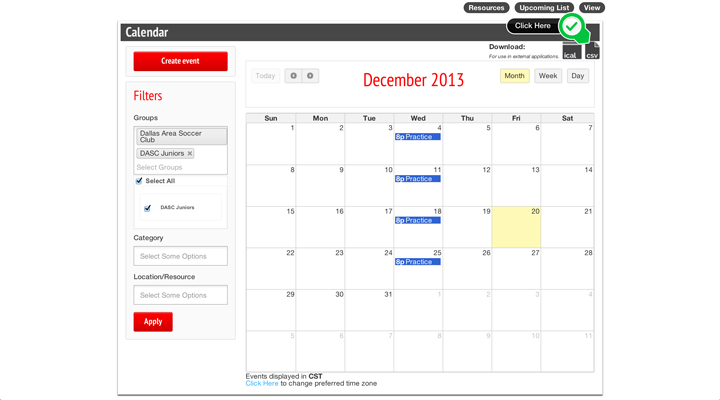 Resources Upcoming List View
Click Here
Calendar
Download:
For use in external applications.
ical csv
Create event
Filters
Groups
Dallas Area Soccer
Club
DASC Juniors
Select Groups
Select All
DASC Juniors
Category
Select Some Options
Location/Resource
Select Some Options
Apply
Today
December 2013
Month Week Day
Sun Mon Tue Wed Thu Fri Sat
1 2 3 4 5 6 7
8p Practice
8 9 10 11 12 13 14
8p Practice
15 16 17 18 19 20 21
8p Practice
22 23 24 25 26 27 28
8p Practice
29 30 31 1 2 3 4
5 6 7 8 9 10 11
Events displayed in CST
Click Here to change preferred time zone